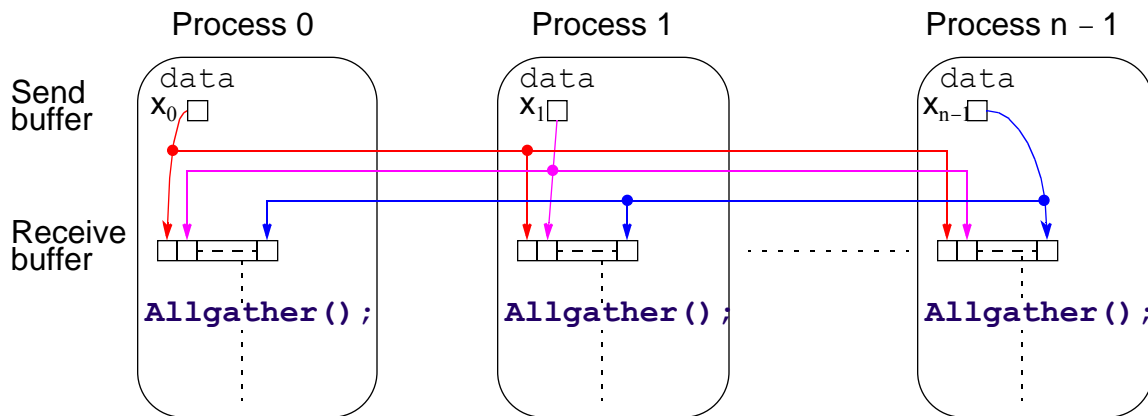 Process 0 Process 1 Process n – 1
data data data
Send
buffer
x₀ x₁ xₙ₋₁
Receive
buffer
Allgather(); Allgather(); Allgather();